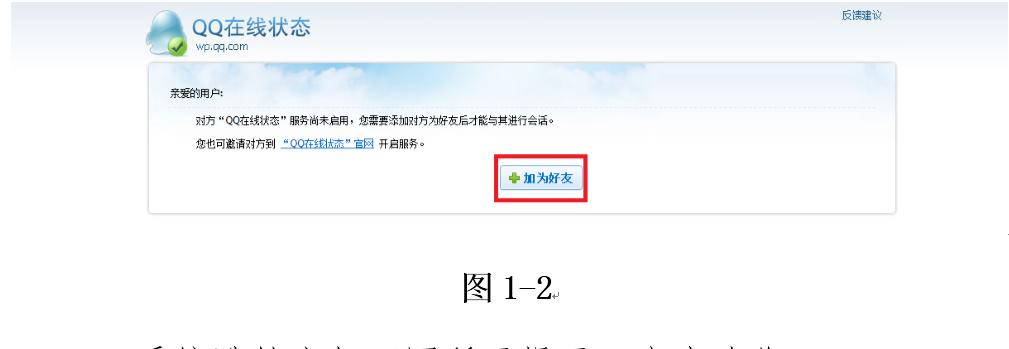 反馈建议
QQ在线状态
wp.qq.com
亲爱的用户:
对方“QQ在线状态”服务尚未启用，您需要添加对方为好友后才能与其进行会话。
您也可邀请对方到 “QQ在线状态”官网 开启服务。
加为好友
图 1-2